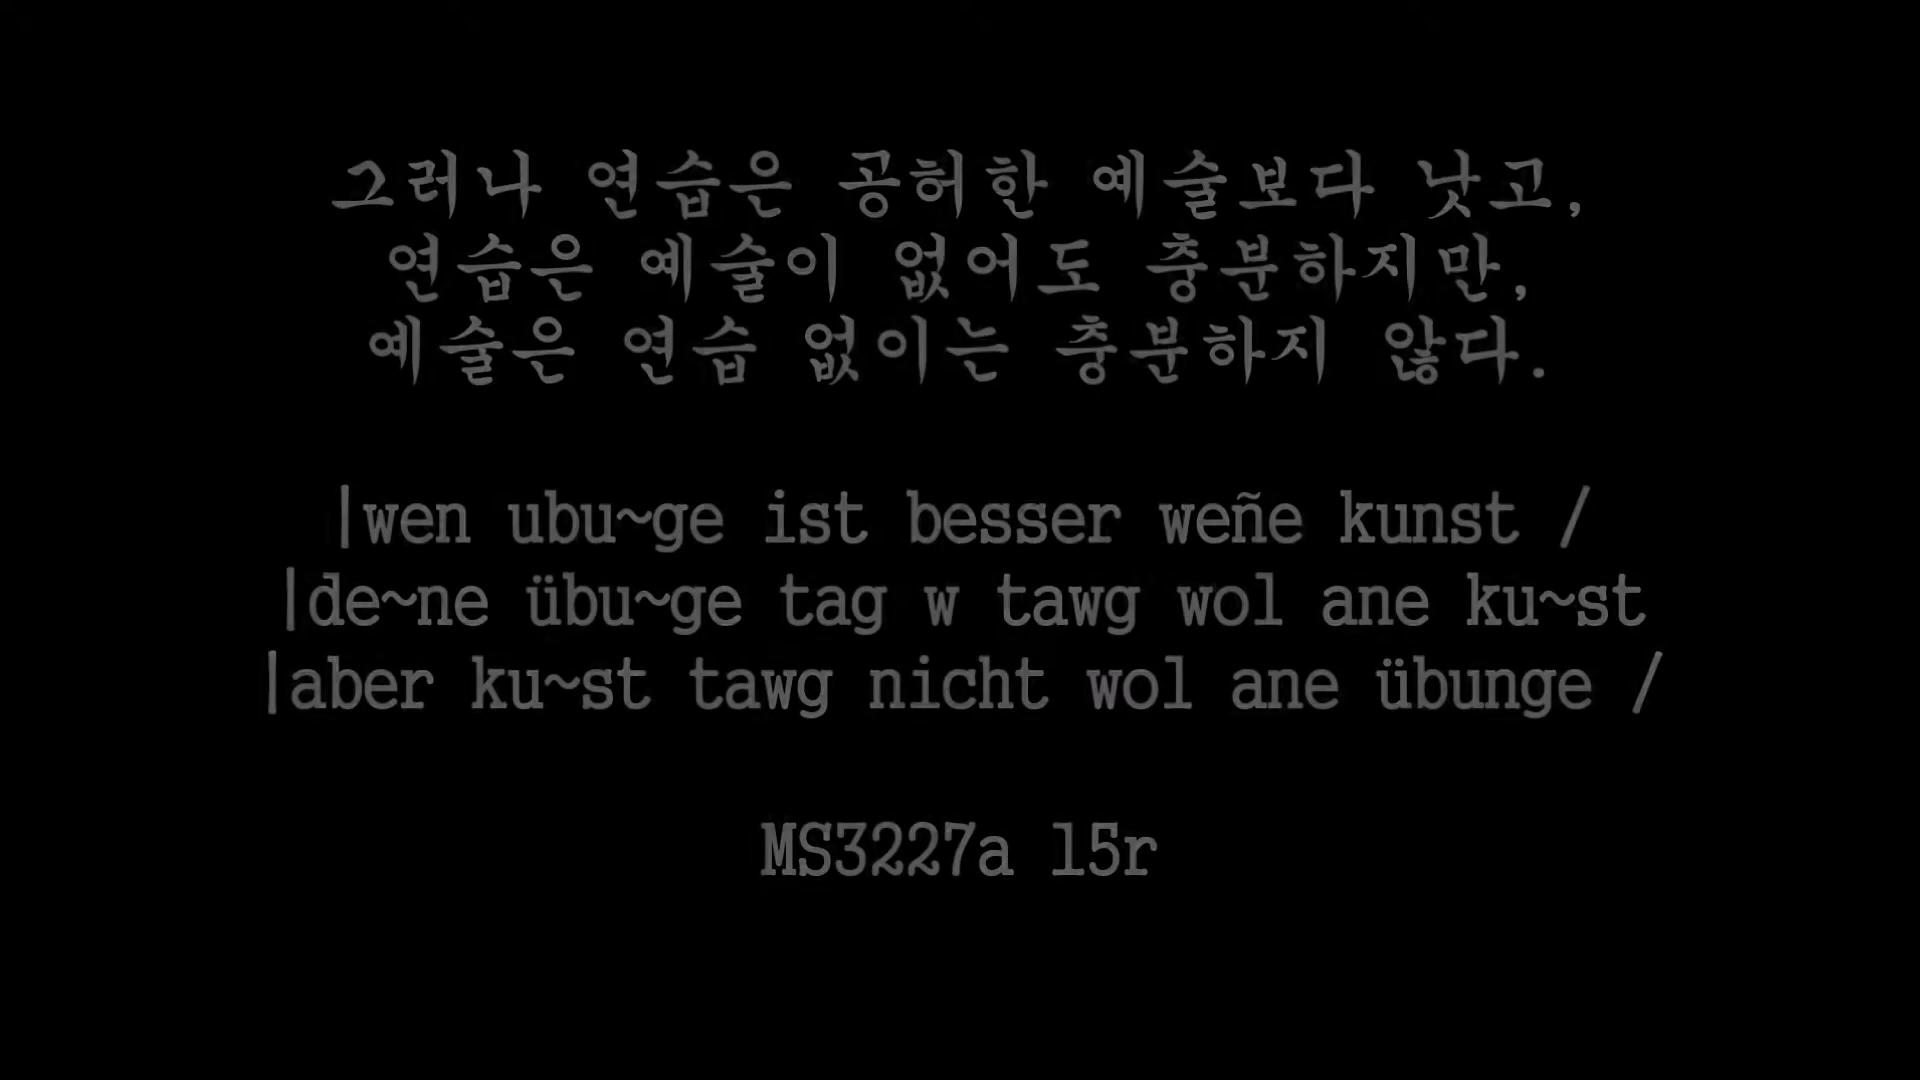 그러나 연습은 공허한 예술보다 낫고,
연습은 예술이 없어도 충분하지만,
예술은 연습 없이는 충분하지 않다.
|wen ubu~ge ist besser weñe kunst /
|de~ne übu~ge tag w tawg wol ane ku~st
|aber ku~st tawg nicht wol ane übunge /
MS3227a 15r